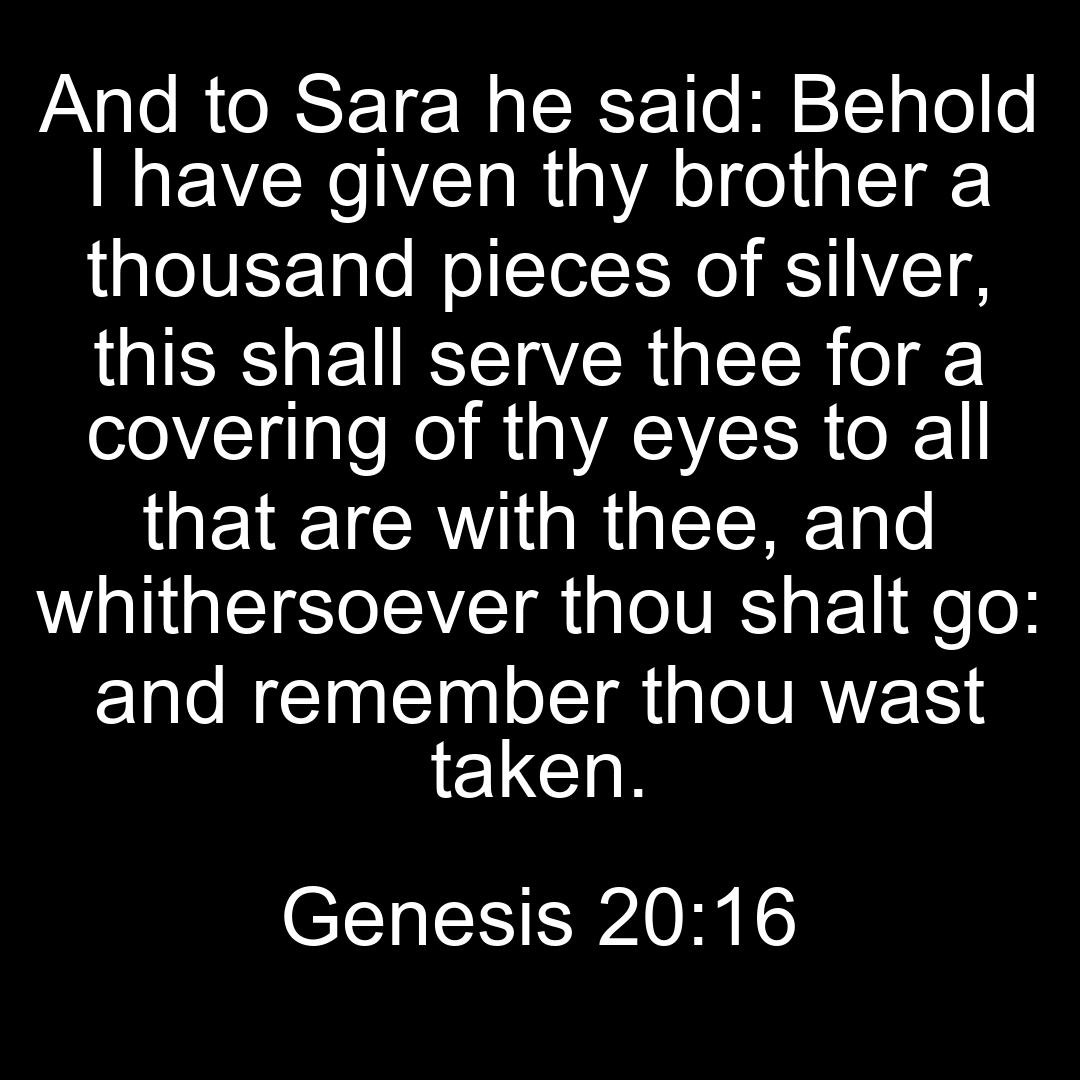 And to Sara he said: Behold
I have given thy brother a
thousand pieces of silver,
this shall serve thee for a
covering of thy eyes to all
that are with thee, and
whithersoever thou shalt go:
and remember thou wast
taken.
Genesis 20:16